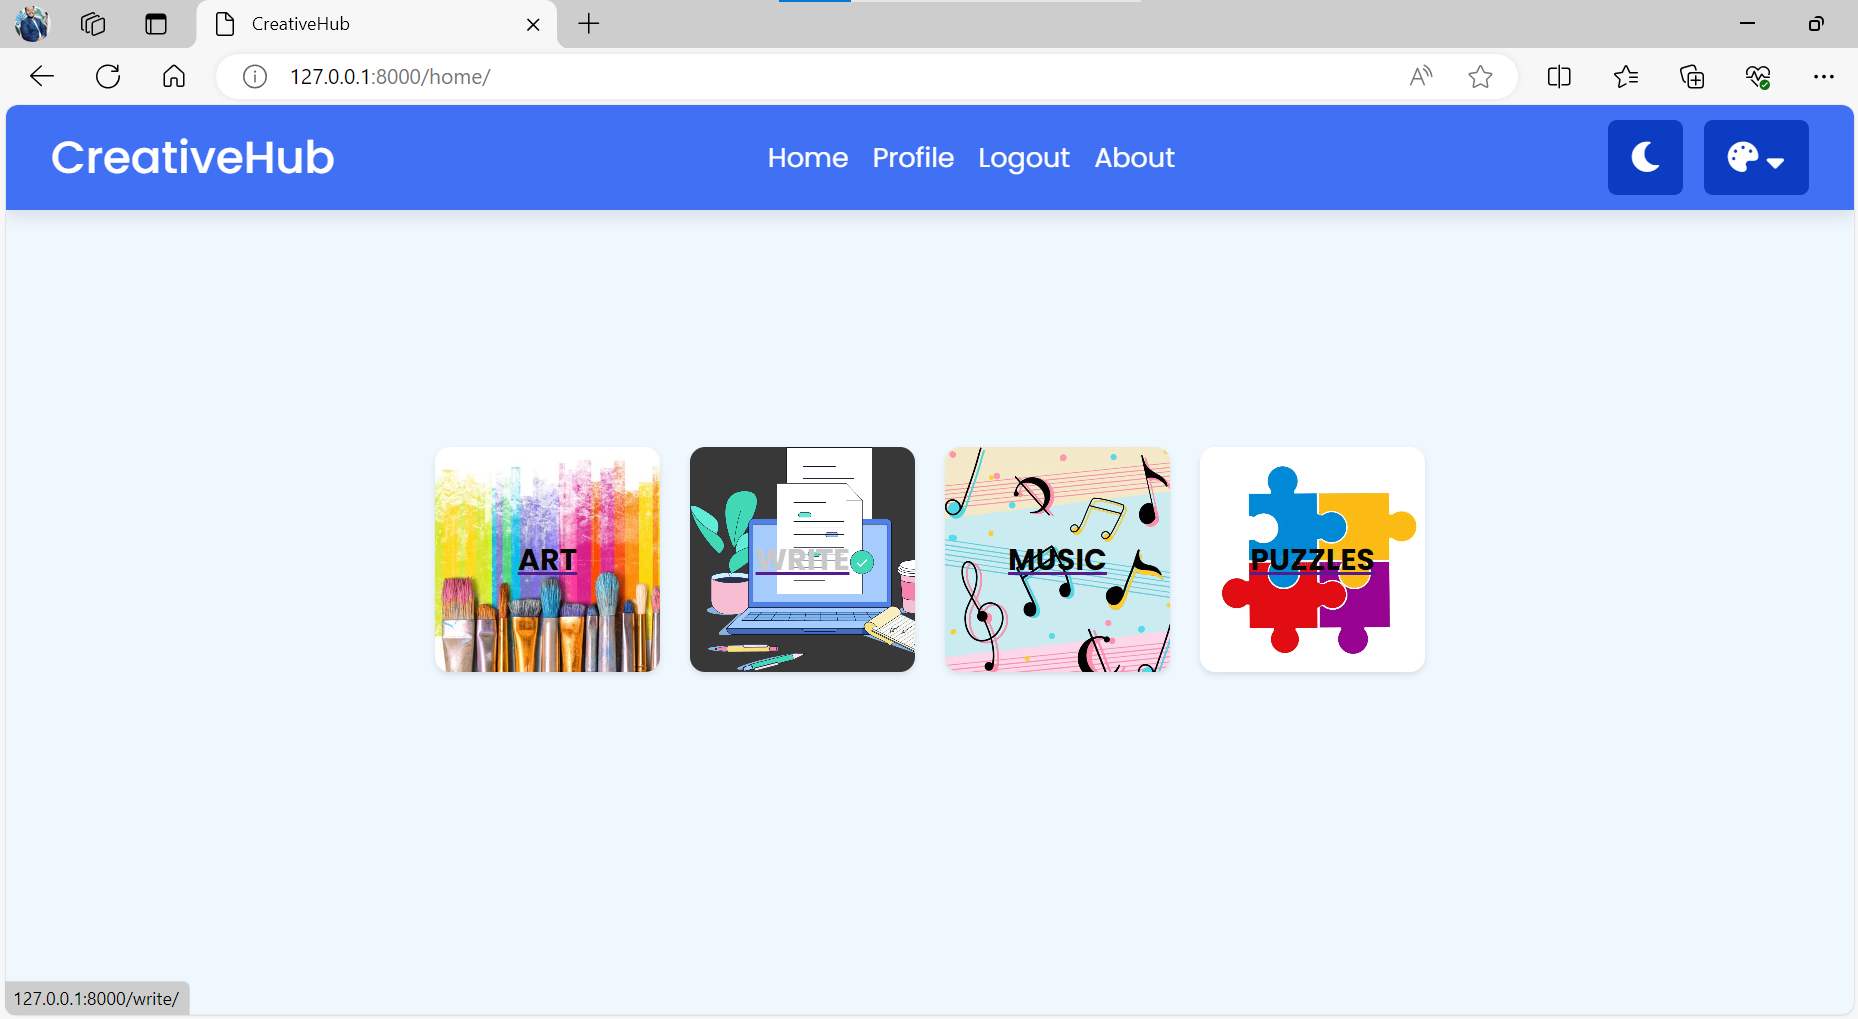 CreativeHub
127.0.0.1:8000/home/
CreativeHub
Home Profile Logout About
ART
WRITE
MUSIC
PUZZLES
127.0.0.1:8000/write/